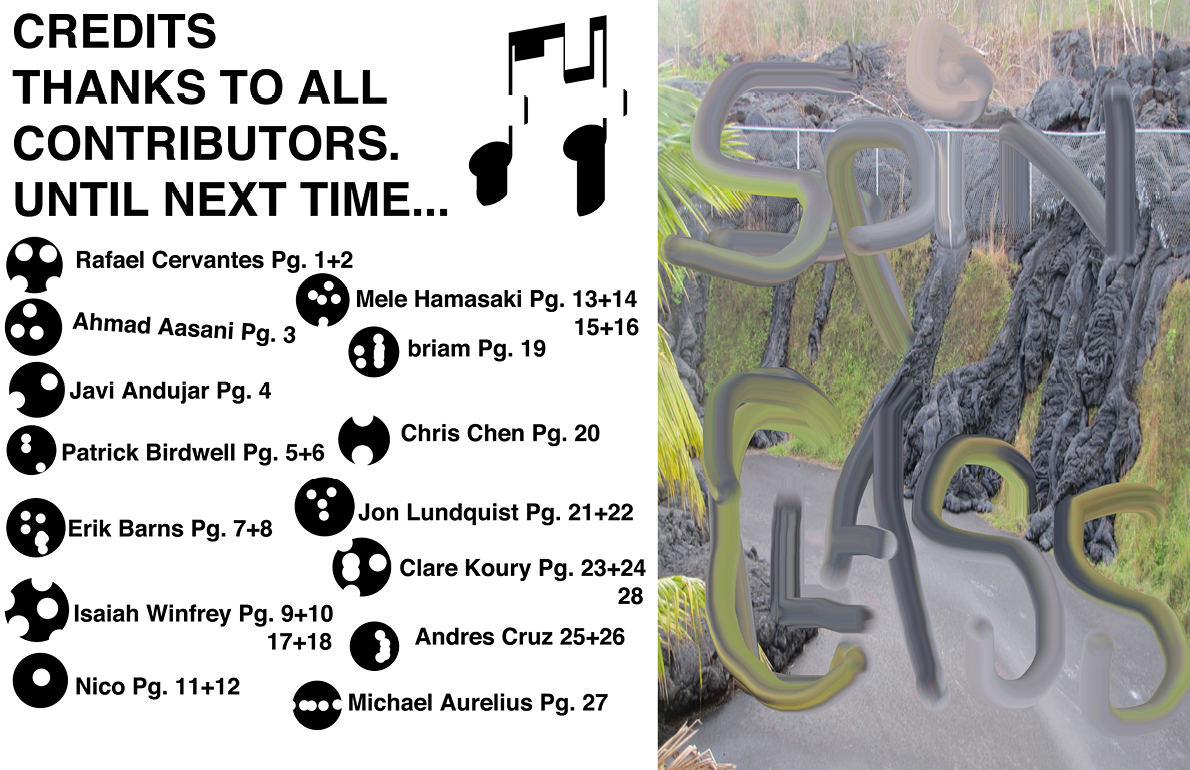 CREDITS
THANKS TO ALL
CONTRIBUTORS.
UNTIL NEXT TIME...
Rafael Cervantes Pg. 1+2
Ahmad Aasani Pg. 3
Javi Andujar Pg. 4
Patrick Birdwell Pg. 5+6
Erik Barns Pg. 7+8
Isaiah Winfrey Pg. 9+10
17+18
Nico Pg. 11+12
Mele Hamasaki Pg. 13+14
15+16
briam Pg. 19
Chris Chen Pg. 20
Jon Lundquist Pg. 21+22
Clare Koury Pg. 23+24
28
Andres Cruz 25+26
Michael Aurelius Pg. 27
SPiN
CLASS